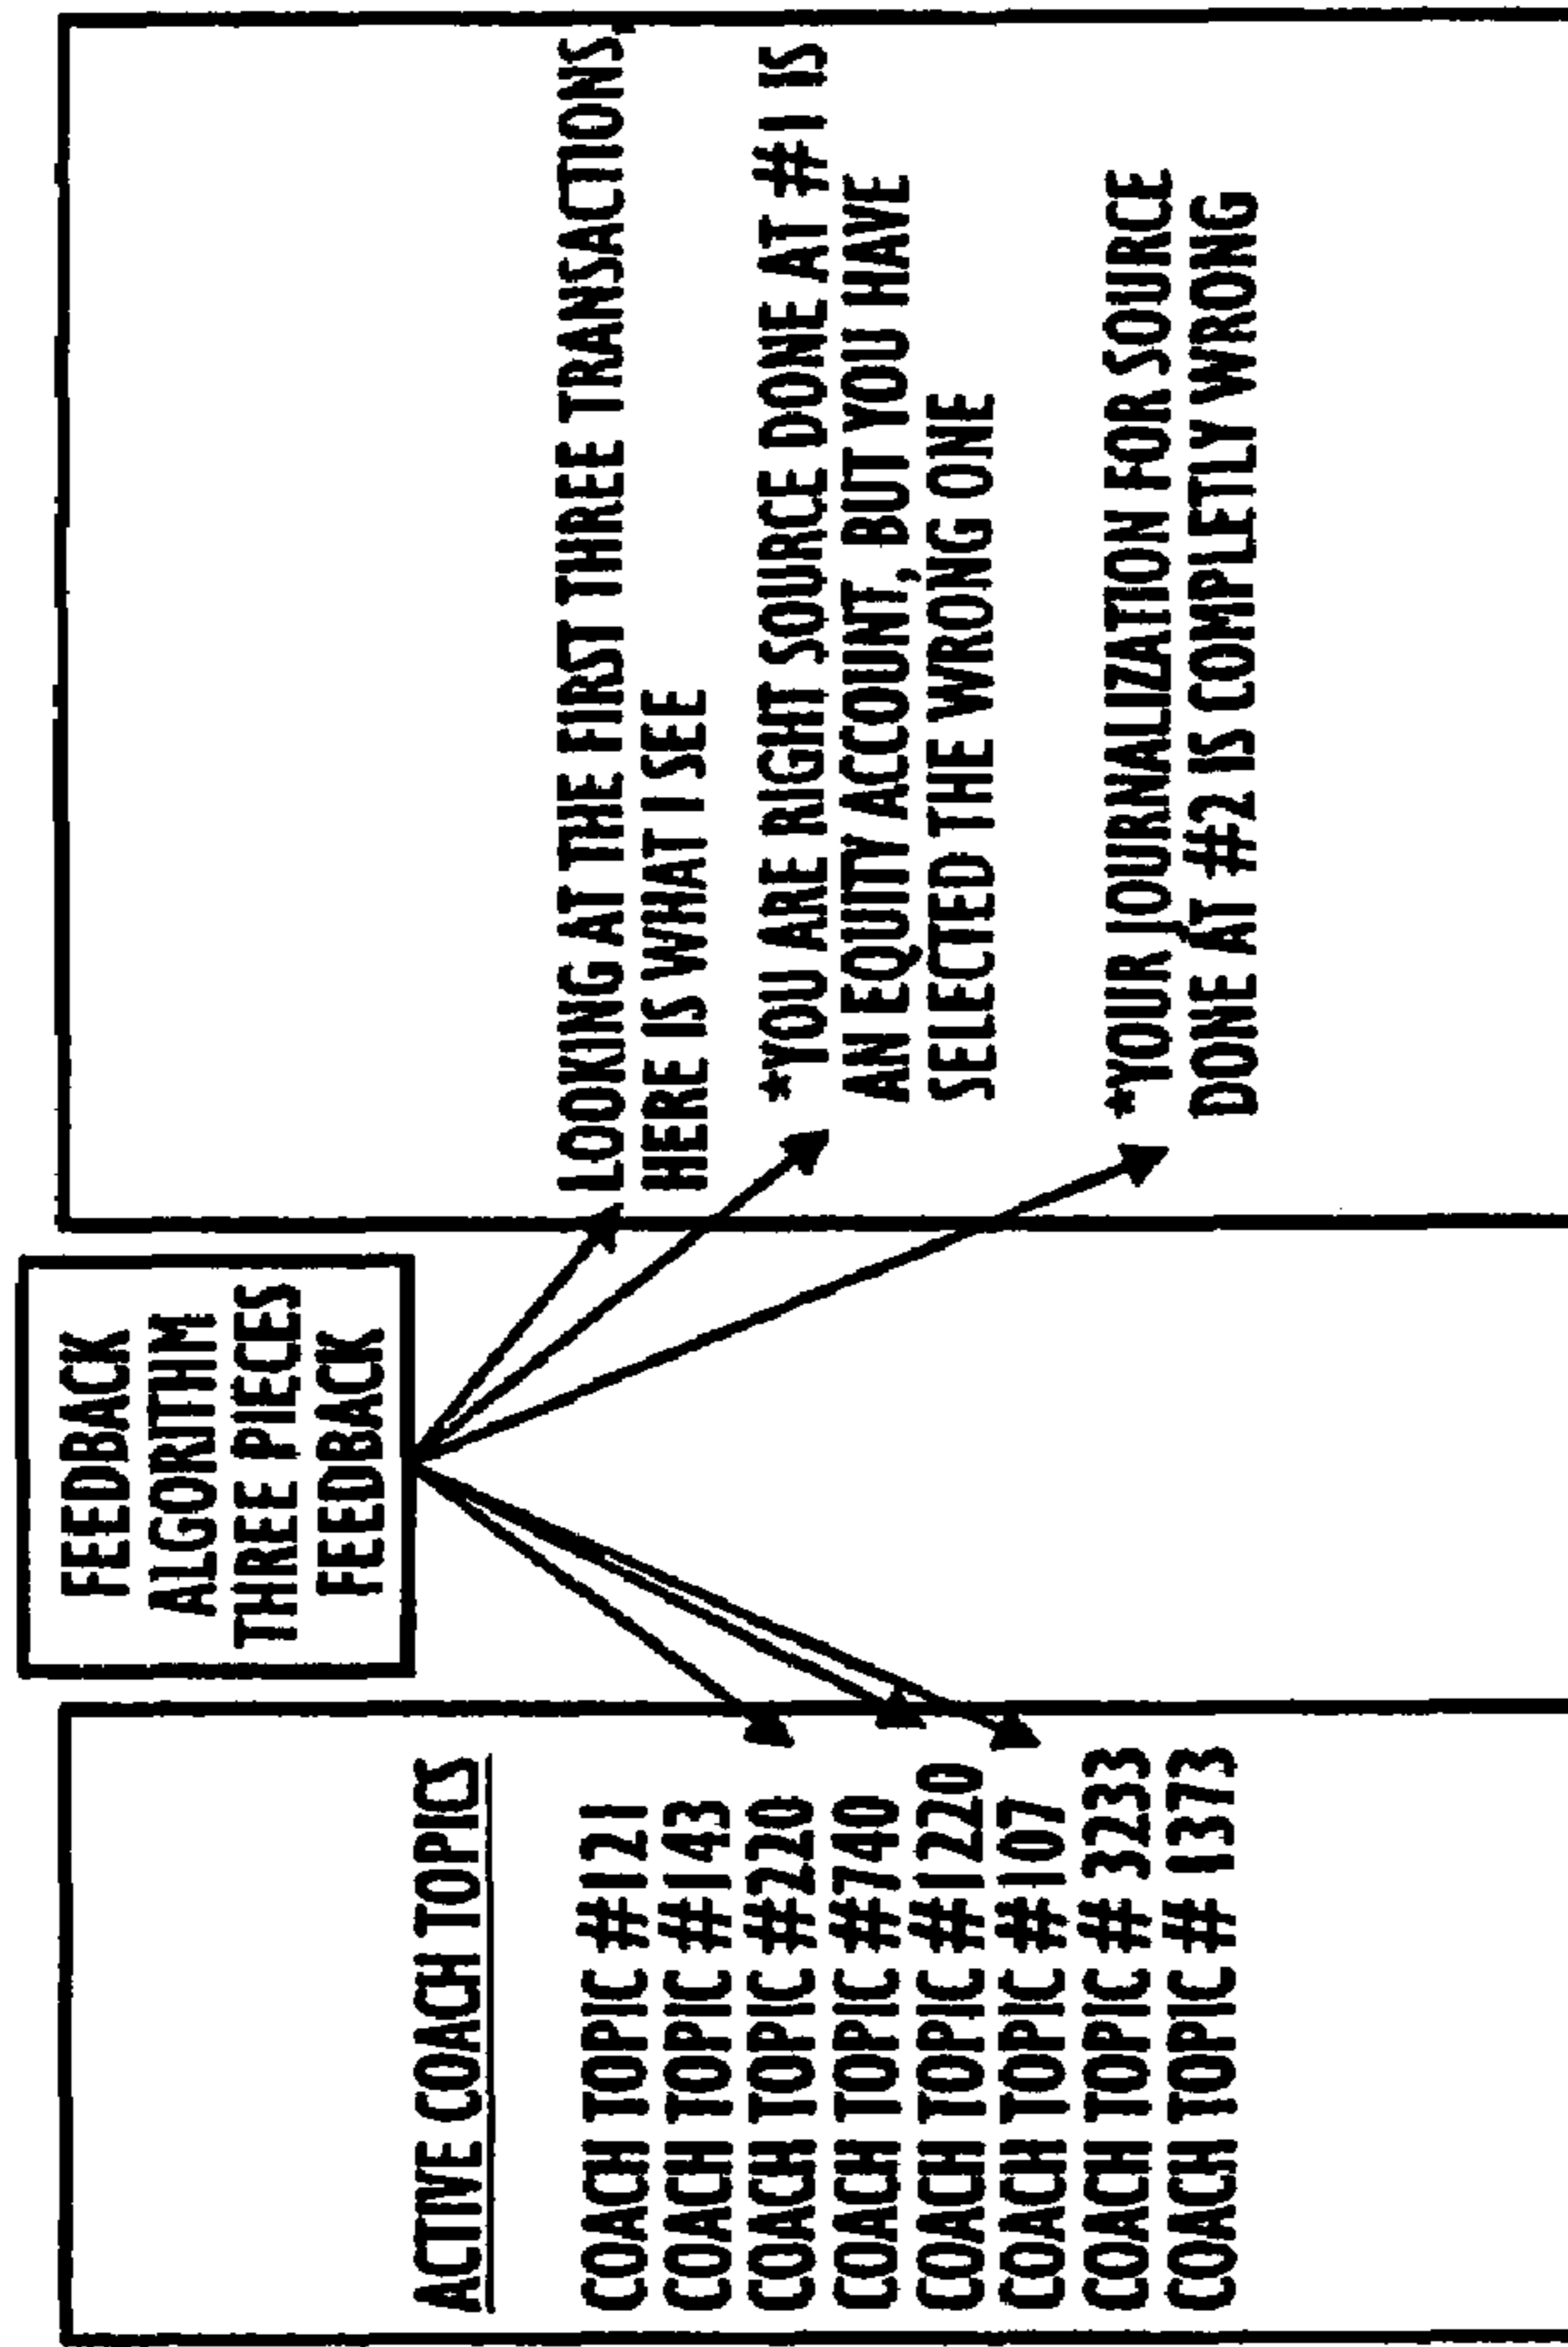 ACTIVE COACH TOPICS
COACH TOPIC #121
COACH TOPIC #143
COACH TOPIC #220
COACH TOPIC #740
COACH TOPIC #1220
COACH TOPIC #107
COACH TOPIC # 3233
COACH TOPIC # 1373
FEEDBACK
ALGORITHM
THREE PIECES
FEEDBACK
LOOKING AT THE FIRST THREE TRANSACTIONS,
HERE IS WHAT I SEE
*YOU ARE RIGHT SOURCE DONE AT #1 IS
AN EQUITY ACCOUNT, BUT YOU HAVE
SELECTED THE WRONG ONE
*YOUR JOURNALIZATION FOR SOURCE
DONE AT #2 IS COMPLETILY WRONG